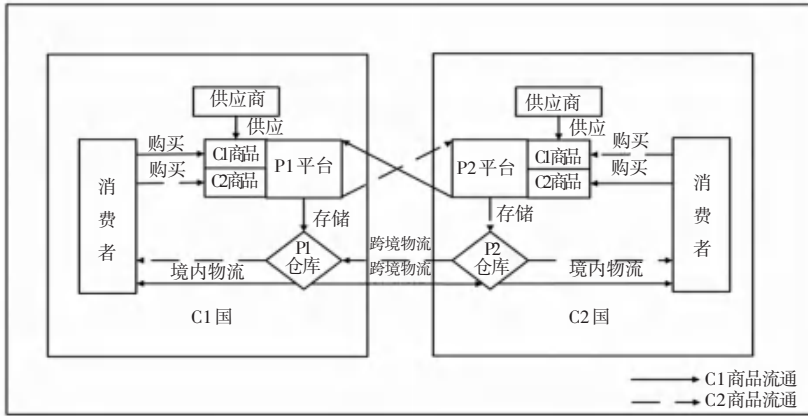 供应商
供应
购买
C1商品
购买
C2商品
P1平台
消
费
者
存储
P1
仓库
境内物流
C1国
跨境物流
跨境物流
供应商
供应
P2平台
C1商品
C2商品
购买
购买
消
费
者
存储
P2
仓库
境内物流
C2国
C1商品流通
C2商品流通